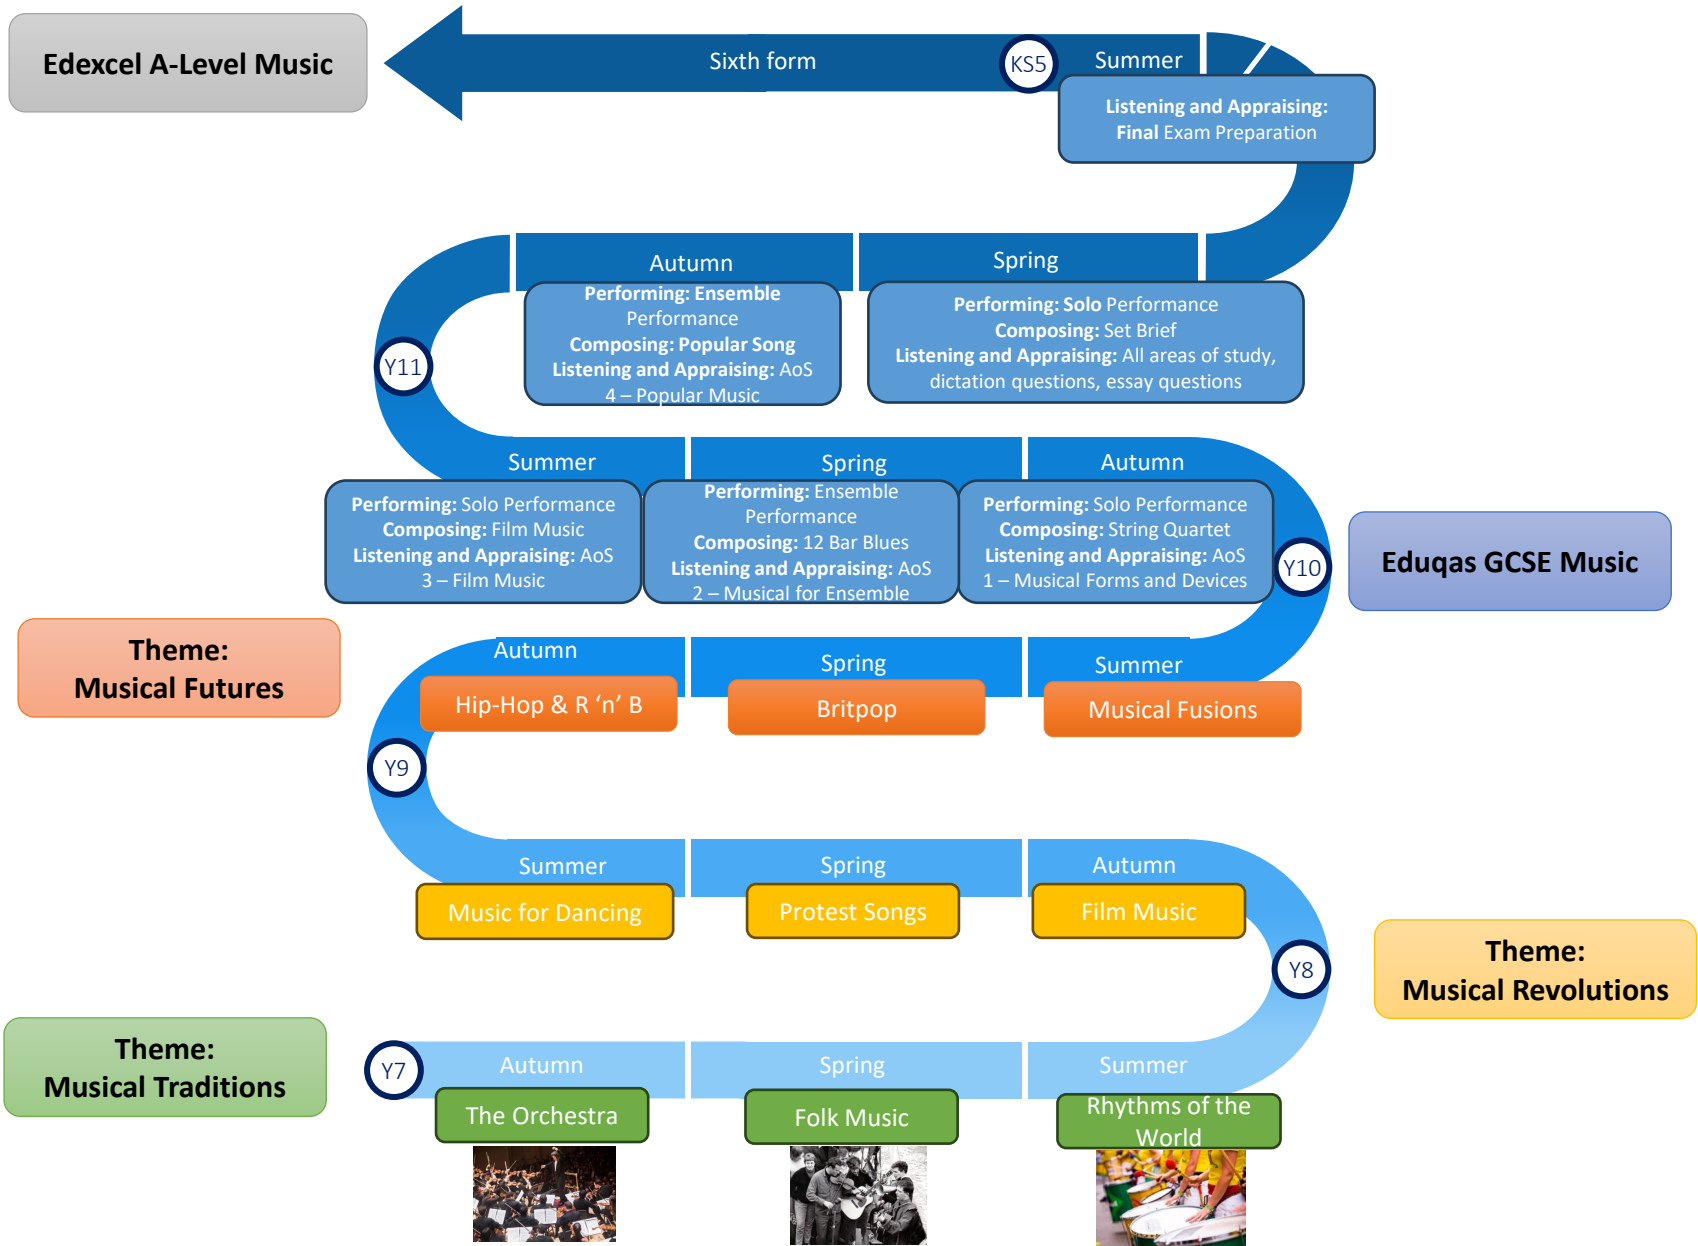 Edexcel A-Level Music
Sixth form
KS5
Summer
Listening and Appraising:
Final Exam Preparation
Autumn
Spring
Performing: Ensemble
Performance
Composing: Popular Song
Listening and Appraising: AoS
4 – Popular Music
Performing: Solo Performance
Composing: Set Brief
Listening and Appraising: All areas of study,
dictation questions, essay questions
Y11
Summer
Spring
Autumn
Performing: Solo Performance
Composing: Film Music
Listening and Appraising: AoS
3 – Film Music
Performing: Ensemble
Performance
Composing: 12 Bar Blues
Listening and Appraising: AoS
2 – Musical for Ensemble
Performing: Solo Performance
Composing: String Quartet
Listening and Appraising: AoS
1 – Musical Forms and Devices
Y10
Eduqas GCSE Music
Theme:
Musical Futures
Autumn
Spring
Summer
Hip-Hop & R ‘n’ B
Britpop
Musical Fusions
Y9
Summer
Spring
Autumn
Music for Dancing
Protest Songs
Film Music
Y8
Theme:
Musical Revolutions
Theme:
Musical Traditions
Y7
Autumn
Spring
Summer
The Orchestra
Folk Music
Rhythms of the
World